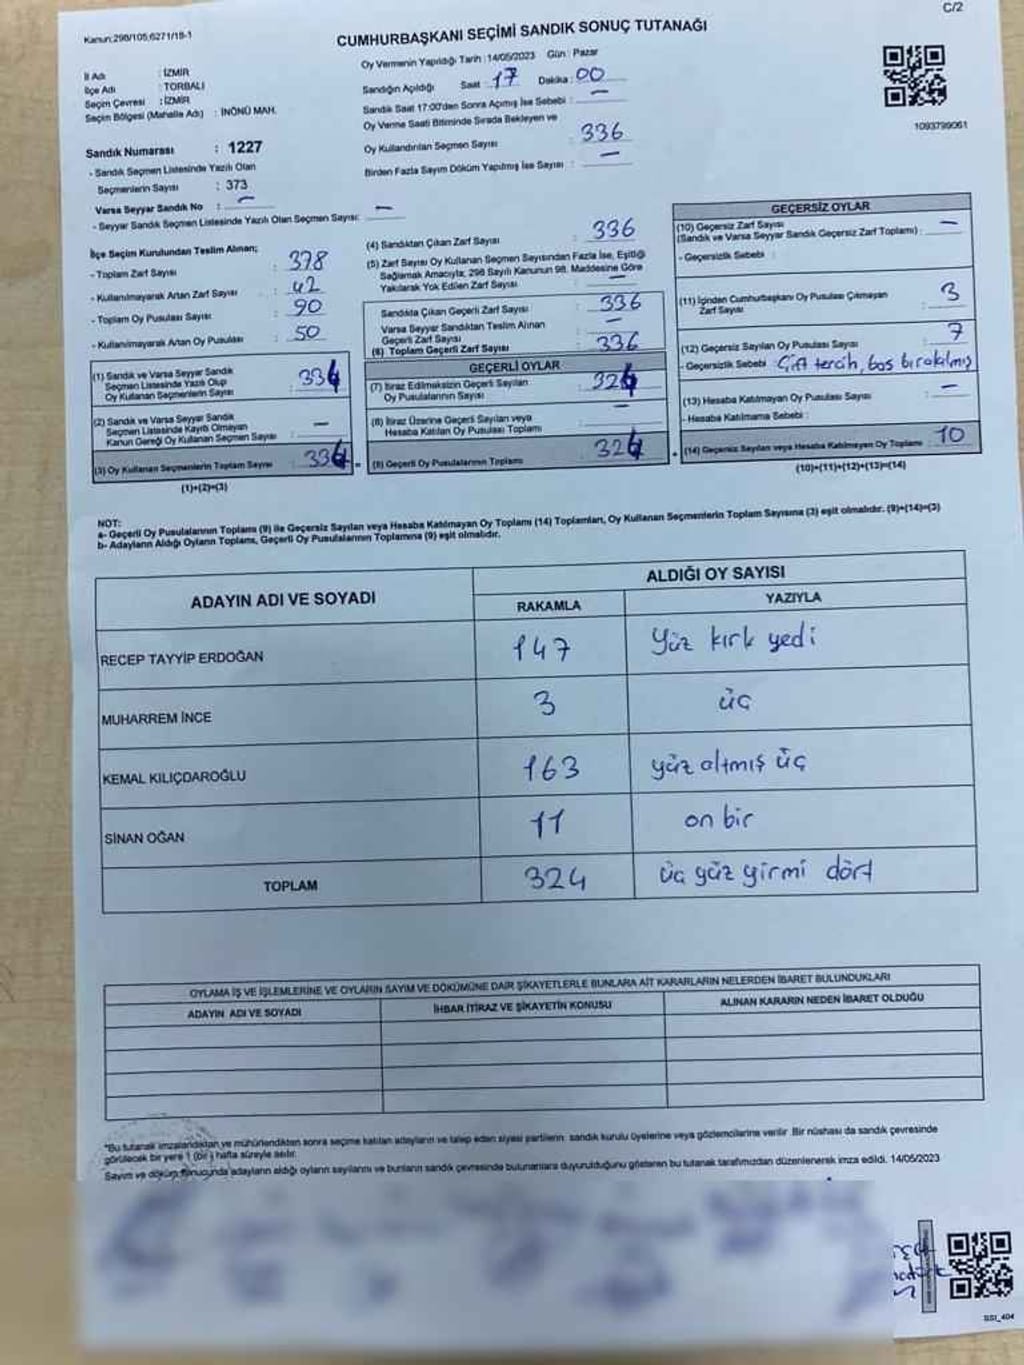 C/2
Kanun:298/105,6271/18-1
CUMHURBAŞKANI SEÇİMİ SANDIK SONUÇ TUTANAĞI
İl Adı : İZMİR
İlçe Adı : TORBALI
Seçim Çevresi : İZMİR
Seçim Bölgesi (Mahalle Adı) : İNÖNÜ MAH.
Sandık Numarası : 1227
- Sandık Seçmen Listesinde Yazılı Olan
Seçmenlerin Sayısı : 373
Varsa Seyyar Sandık No : –
- Seyyar Sandık Seçmen Listesinde Yazılı Olan Seçmen Sayısı: –
Oy Vermenin Yapıldığı Tarih :14/05/2023 Gün : Pazar
Sandığın Açıldığı Saat : 17 Dakika : 00
Sandık Saat 17:00'den Sonra Açılmış İse Sebebi : –
Oy Verme Saati Bitiminde Sırada Bekleyen ve
Oy Kullandırılan Seçmen Sayısı : 336
Birden Fazla Sayım Döküm Yapılmış İse Sayısı : –
1093799061
İlçe Seçim Kurulundan Teslim Alınan;
- Toplam Zarf Sayısı : 378
- Kullanılmayarak Artan Zarf Sayısı : 42
- Toplam Oy Pusulası Sayısı : 90
- Kullanılmayarak Artan Oy Pusulası : 50
(1) Sandık ve Varsa Seyyar Sandık
Seçmen Listesinde Yazılı Olup
Oy Kullanan Seçmenlerin Sayısı : 334
(2) Sandık ve Varsa Seyyar Sandık
Seçmen Listesinde Kayıtlı Olmayan
Kanun Gereği Oy Kullanan Seçmen Sayısı : –
(3) Oy Kullanan Seçmenlerin Toplam Sayısı : 334
(1)+(2)=(3)
(4) Sandıktan Çıkan Zarf Sayısı : 336
(5) Zarf Sayısı Oy Kullanan Seçmen Sayısından Fazla İse, Eşitliği
Sağlamak Amacıyla; 298 Sayılı Kanunun 98. Maddesine Göre
Yakılarak Yok Edilen Zarf Sayısı : –
Sandıkta Çıkan Geçerli Zarf Sayısı : 336
Varsa Seyyar Sandıktan Teslim Alınan
Geçerli Zarf Sayısı : –
(6) Toplam Geçerli Zarf Sayısı : 336
GEÇERLİ OYLAR
(7) İtiraz Edilmeksizin Geçerli Sayılan
Oy Pusulasının Sayısı : 324
(8) İtiraz Üzerine Geçerli Sayılan veya
Hesaba Katılan Oy Pusulası Toplamı : –
(9) Geçerli Oy Pusulalarının Toplamı : 324
GEÇERSİZ OYLAR
(10) Geçersiz Zarf Sayısı
(Sandık ve Varsa Seyyar Sandık Geçersiz Zarf Toplamı) : –
- Geçersizlik Sebebi :
(11) İçinden Cumhurbaşkanı Oy Pusulası Çıkmayan
Zarf Sayısı : 3
(12) Geçersiz Sayılan Oy Pusulası Sayısı : 7
- Geçersizlik Sebebi : Çift tercih, boş bırakılmış
(13) Hesaba Katılmayan Oy Pusulası Sayısı : –
- Hesaba Katılmama Sebebi :
(14) Geçersiz Sayılan veya Hesaba Katılmayan Oy Toplamı : 10
(10)+(11)+(12)+(13)=(14)
NOT:
a- Geçerli Oy Pusulalarının Toplamı (9) ile Geçersiz Sayılan veya Hesaba Katılmayan Oy Toplamı (14) Toplamları, Oy Kullanan Seçmenlerin Toplam Sayısına (3) eşit olmalıdır. (9)+(14)=(3)
b- Adayların Aldığı Oyların Toplamı, Geçerli Oy Pusulalarının Toplamına (9) eşit olmalıdır.
ADAYIN ADI VE SOYADI
ALDIĞI OY SAYISI
RAKAMLA YAZIYLA
RECEP TAYYİP ERDOĞAN 147 Yüz kırk yedi
MUHARREM İNCE 3 üç
KEMAL KILIÇDAROĞLU 163 yüz altmış üç
SİNAN OĞAN 11 on bir
TOPLAM 324 üç yüz yirmi dört
OYLAMA İŞ VE İŞLEMLERİNE VE OYLARIN SAYIM VE DÖKÜMÜNE DAİR ŞİKAYETLERLE BUNLARA AİT KARARLARIN NELERDEN İBARET BULUNDUKLARI
ADAYIN ADI VE SOYADI İHBAR İTİRAZ VE ŞİKAYETİN KONUSU ALINAN KARARIN NEDEN İBARET OLDUĞU
*Bu tutanak imzalandıktan ve mühürlendikten sonra seçime katılan adayların ve talep eden siyasi partilerin sandık kurulu üyelerine veya gözlemcilerine verilir. Bir nüshası da sandık çevresinde
görülecek bir yere 1 (bir) hafta süreyle asılır.
Sayım ve döküm sonucunda adayların aldığı oyların sayılarını ve bunların sandık çevresinde bulunanlara duyurulduğunu gösteren bu tutanak tarafımızdan düzenlenerek imza edildi. 14/05/2023
SSI_404